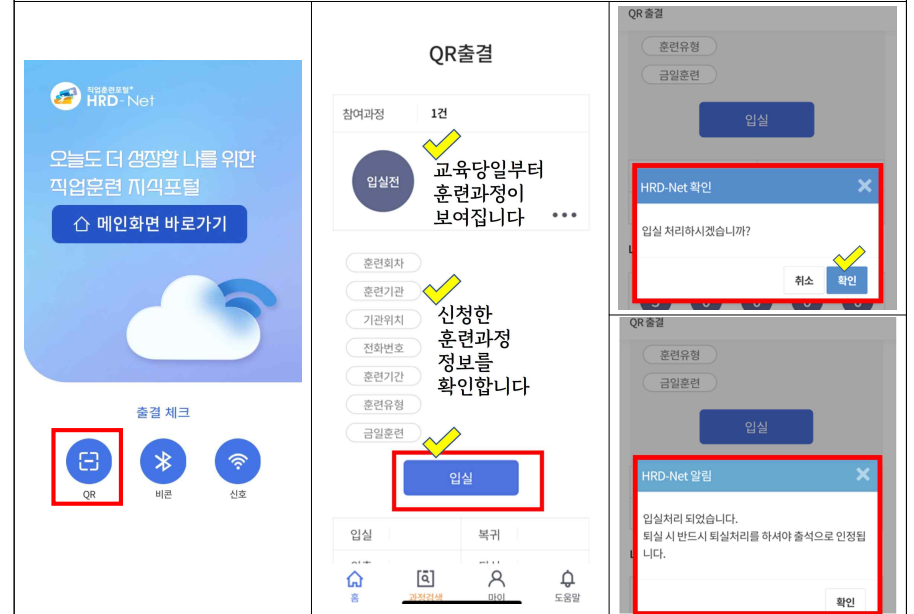 직업훈련포털+
HRD-Net
오늘도 더 성장할 나를 위한
직업훈련 지식포털
메인화면 바로가기
출결 체크
QR
비콘
신호
QR출결
참여과정 1건
입실전
교육당일부터
훈련과정이
보여집니다
훈련회차
훈련기관
기관위치
전화번호
훈련기간
훈련유형
금일훈련
신청한
훈련과정
정보를
확인합니다
입실
입실 복귀
홈
과정검색
마이
도움말
QR 출결
훈련유형
금일훈련
입실
HRD-Net 확인
입실 처리하시겠습니까?
취소 확인
QR 출결
훈련유형
금일훈련
입실
HRD-Net 알림
입실처리 되었습니다.
퇴실 시 반드시 퇴실처리를 하셔야 출석으로 인정됩
니다.
확인